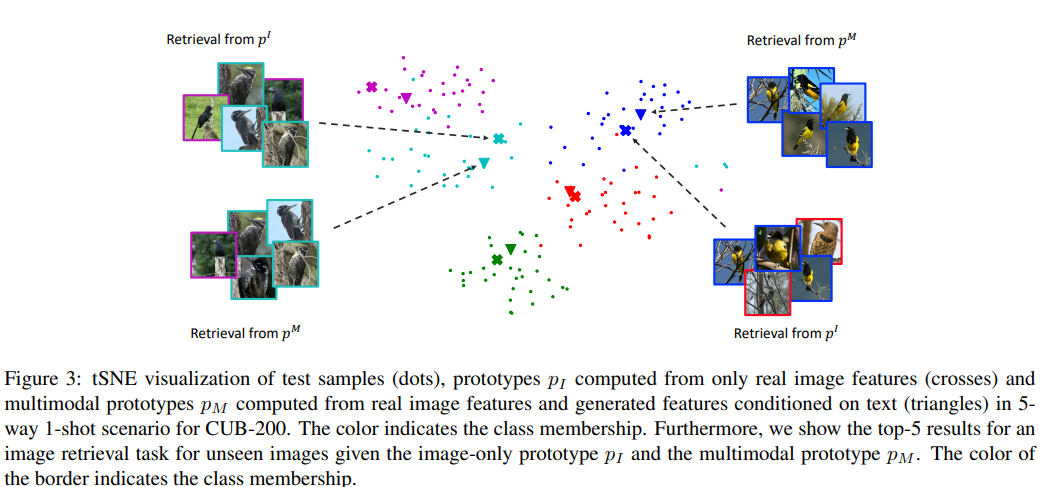 Retrieval from p^I
Retrieval from p^M
Retrieval from p^M
Retrieval from p^I
Figure 3: tSNE visualization of test samples (dots), prototypes p_I computed from only real image features (crosses) and
multimodal prototypes p_M computed from real image features and generated features conditioned on text (triangles) in 5-
way 1-shot scenario for CUB-200. The color indicates the class membership. Furthermore, we show the top-5 results for an
image retrieval task for unseen images given the image-only prototype p_I and the multimodal prototype p_M. The color of
the border indicates the class membership.